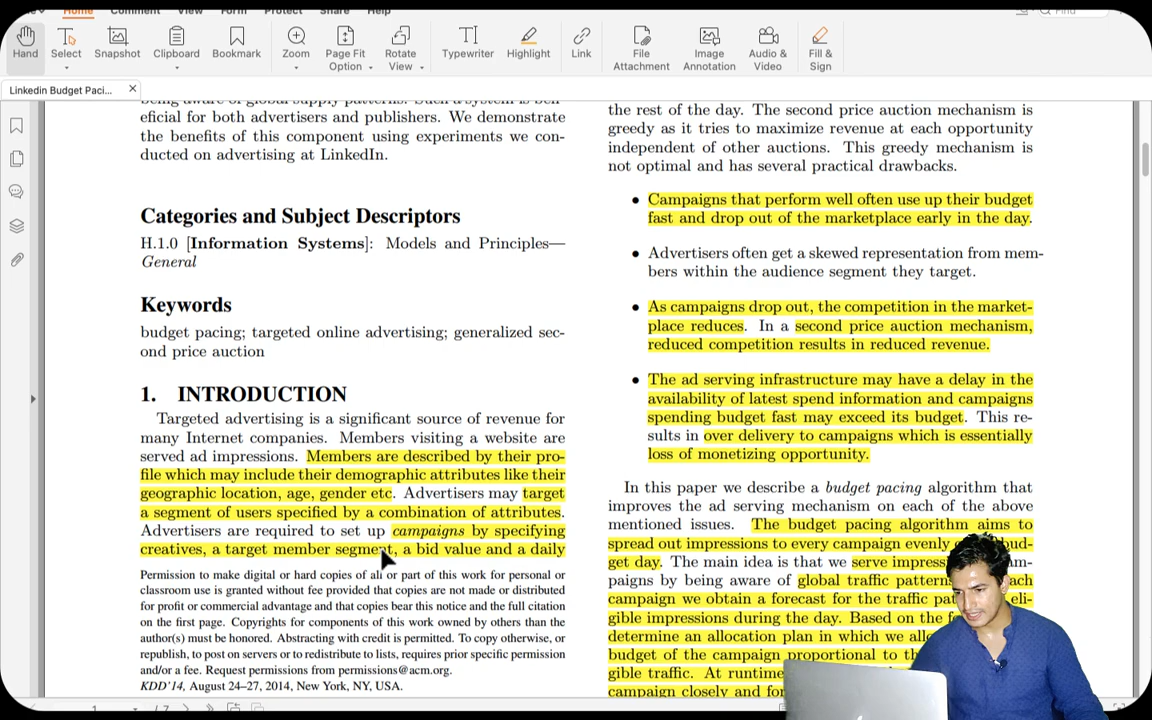 Home Comment View Form Protect Share Help
Find
Hand
Select
Snapshot
Clipboard
Bookmark
Zoom
Page Fit
Option
Rotate
View
Typewriter
Highlight
Link
File
Attachment
Image
Annotation
Audio &
Video
Fill &
Sign
Linkedin Budget Paci...
being aware of global supply patterns. Such a system is ben-
eficial for both advertisers and publishers. We demonstrate
the benefits of this component using experiments we con-
ducted on advertising at LinkedIn.
Categories and Subject Descriptors
H.1.0 [Information Systems]: Models and Principles—
General
Keywords
budget pacing; targeted online advertising; generalized sec-
ond price auction
1. INTRODUCTION
Targeted advertising is a significant source of revenue for
many Internet companies. Members visiting a website are
served ad impressions. Members are described by their pro-
file which may include their demographic attributes like their
geographic location, age, gender etc. Advertisers may target
a segment of users specified by a combination of attributes.
Advertisers are required to set up campaigns by specifying
creatives, a target member segment, a bid value and a daily
Permission to make digital or hard copies of all or part of this work for personal or
classroom use is granted without fee provided that copies are not made or distributed
for profit or commercial advantage and that copies bear this notice and the full citation
on the first page. Copyrights for components of this work owned by others than the
author(s) must be honored. Abstracting with credit is permitted. To copy otherwise, or
republish, to post on servers or to redistribute to lists, requires prior specific permission
and/or a fee. Request permissions from permissions@acm.org.
KDD'14, August 24–27, 2014, New York, NY, USA.
the rest of the day. The second price auction mechanism is
greedy as it tries to maximize revenue at each opportunity
independent of other auctions. This greedy mechanism is
not optimal and has several practical drawbacks.
• Campaigns that perform well often use up their budget
fast and drop out of the marketplace early in the day.
• Advertisers often get a skewed representation from mem-
bers within the audience segment they target.
• As campaigns drop out, the competition in the market-
place reduces. In a second price auction mechanism,
reduced competition results in reduced revenue.
• The ad serving infrastructure may have a delay in the
availability of latest spend information and campaigns
spending budget fast may exceed its budget. This re-
sults in over delivery to campaigns which is essentially
loss of monetizing opportunity.
In this paper we describe a budget pacing algorithm that
improves the ad serving mechanism on each of the above
mentioned issues. The budget pacing algorithm aims to
spread out impressions to every campaign evenly bud-
get day. The main idea is that we serve am-
paigns by being aware of global traffic ach
campaign we obtain a forecast for the traffic eli-
gible impressions during the day. Based on the
determine an allocation plan in which we
budget of the campaign proportional to
gible traffic. At runtime
campaign closely and